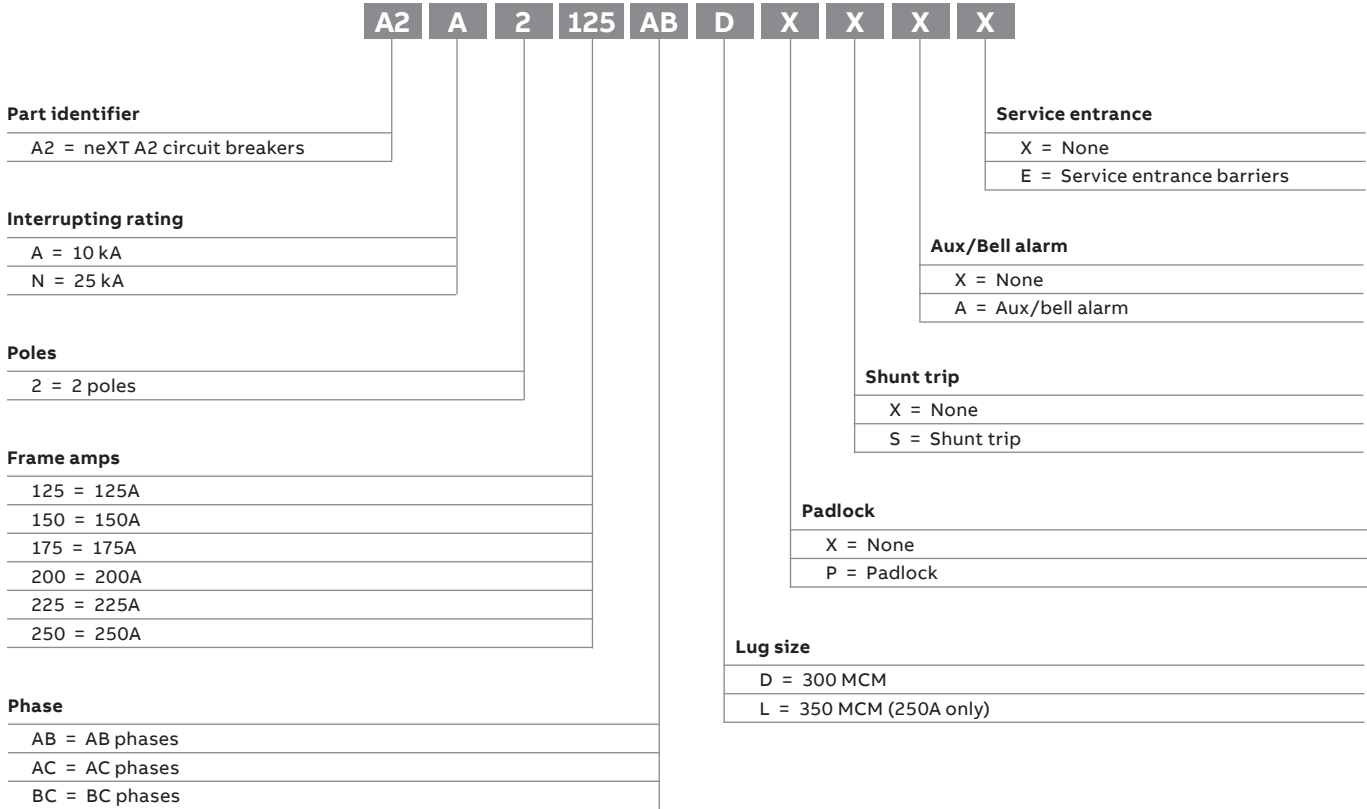 A2 A 2 125 AB D X X X X
Part identifier
A2 = neXT A2 circuit breakers
Interrupting rating
A = 10 kA
N = 25 kA
Poles
2 = 2 poles
Frame amps
125 = 125A
150 = 150A
175 = 175A
200 = 200A
225 = 225A
250 = 250A
Phase
AB = AB phases
AC = AC phases
BC = BC phases
Service entrance
X = None
E = Service entrance barriers
Aux/Bell alarm
X = None
A = Aux/bell alarm
Shunt trip
X = None
S = Shunt trip
Padlock
X = None
P = Padlock
Lug size
D = 300 MCM
L = 350 MCM (250A only)